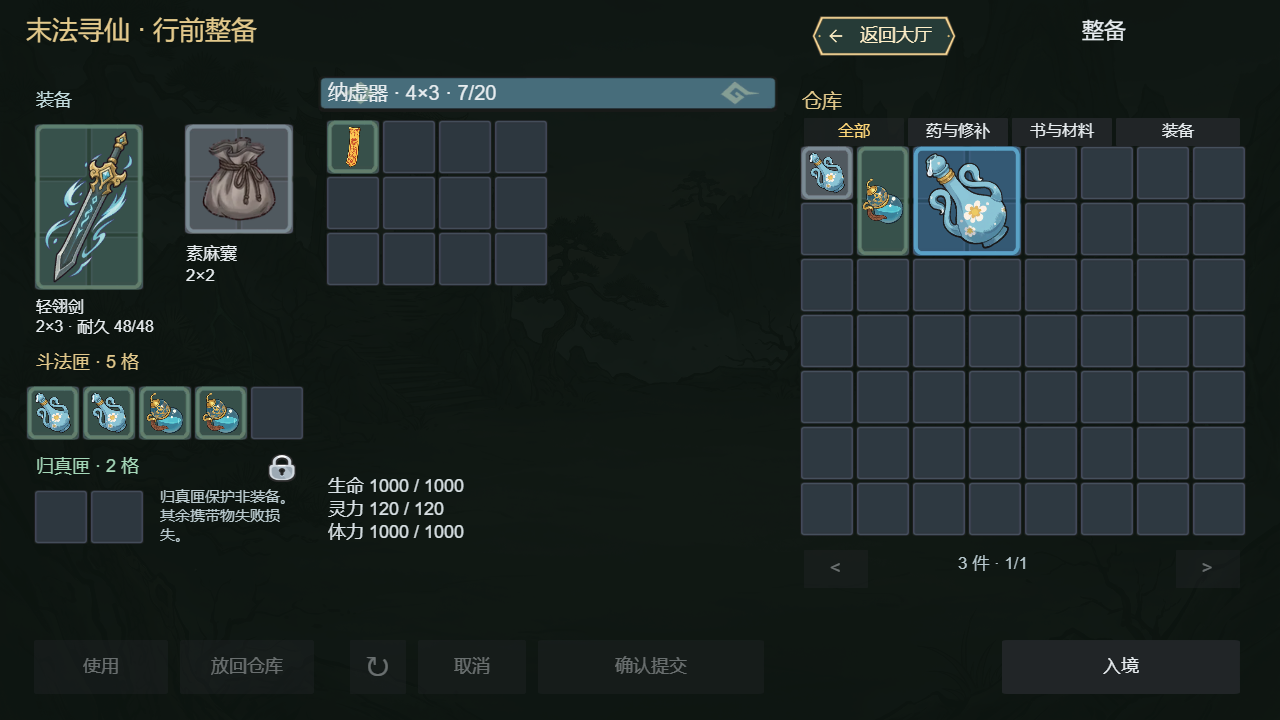 末法寻仙 · 行前整备
返回大厅
整备
装备
纳虚器 · 4×3 · 7/20
仓库
全部
药与修补
书与材料
装备
素麻囊
2×2
轻翎剑
2×3 · 耐久 48/48
斗法匣 · 5 格
归真匣 · 2 格
归真匣保护非装备。
其余携带物失败损
失。
生命 1000 / 1000
灵力 120 / 120
体力 1000 / 1000
<
3 件 · 1/1
>
使用
放回仓库
↻
取消
确认提交
入境